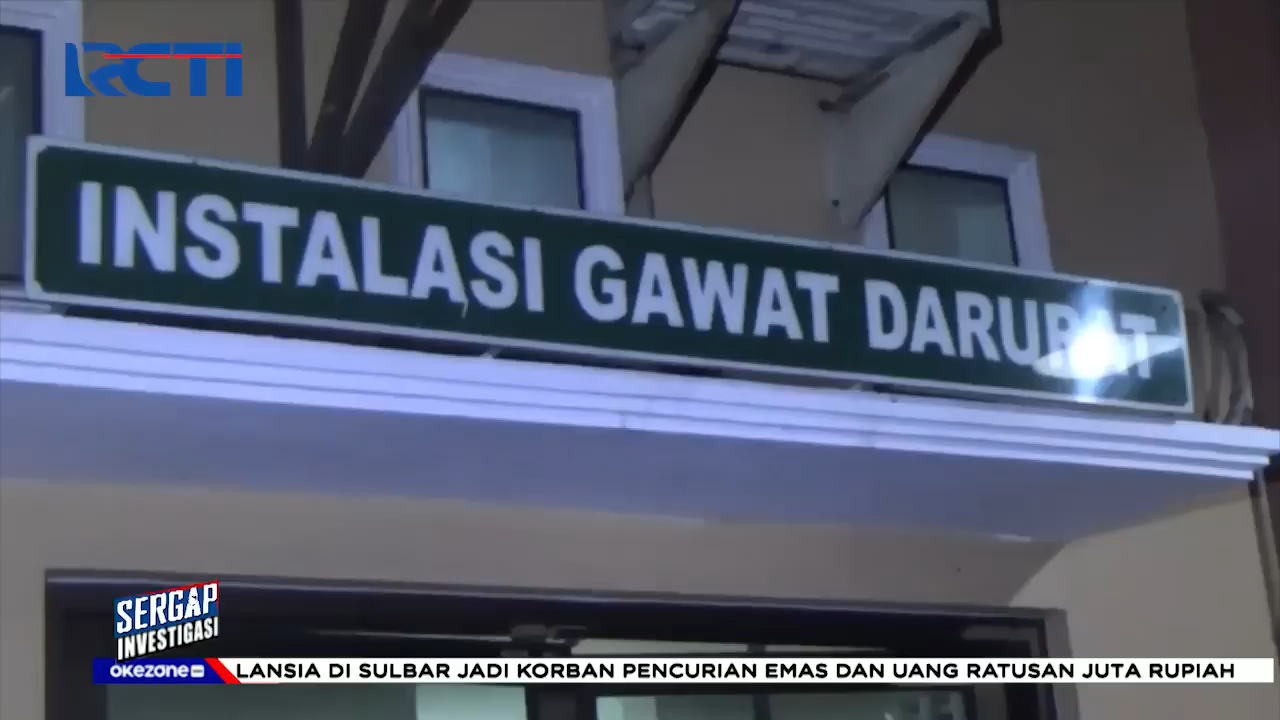 RCTI
INSTALASI GAWAT DARURAT
SERGAP
INVESTIGASI
OKEZONE
LANSIA DI SULBAR JADI KORBAN PENCURIAN EMAS DAN UANG RATUSAN JUTA RUPIAH